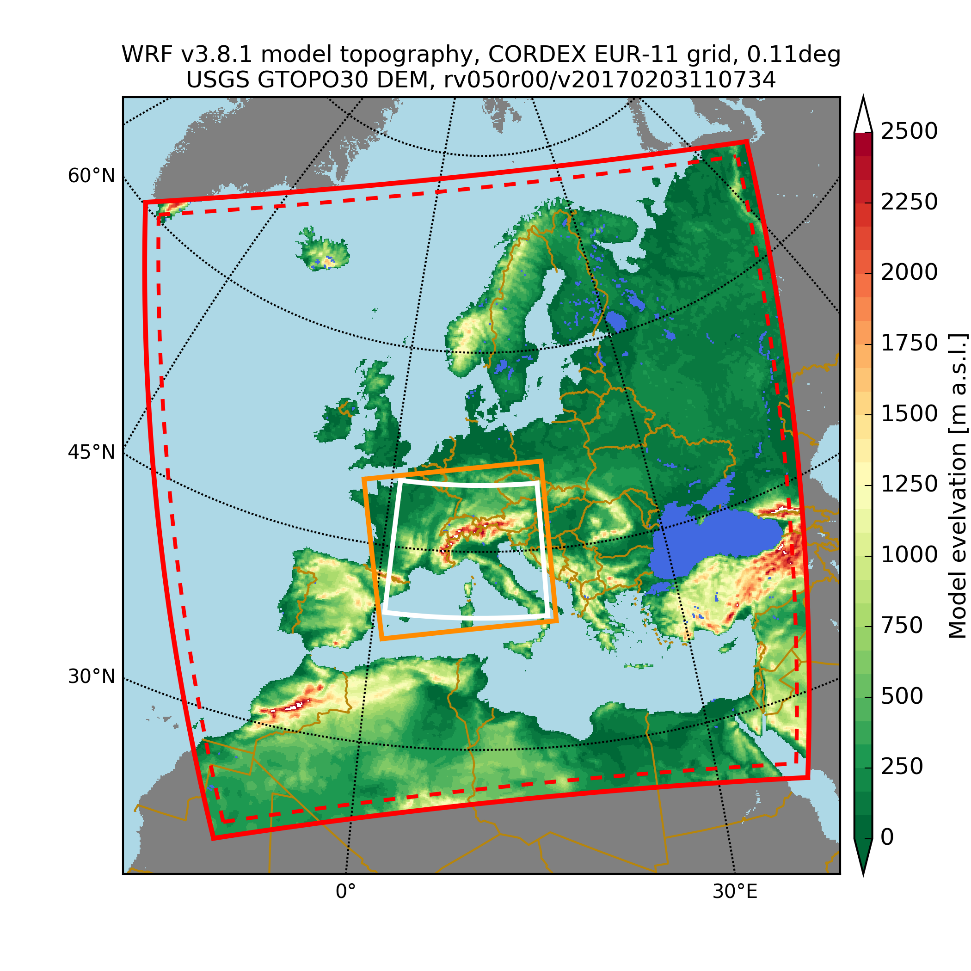 WRF v3.8.1 model topography, CORDEX EUR-11 grid, 0.11deg
USGS GTOPO30 DEM, rv050r00/v20170203110734
60°N
45°N
30°N
0°
30°E
2500
2250
2000
1750
1500
1250
1000
750
500
250
0
Model evelvation [m a.s.l.]